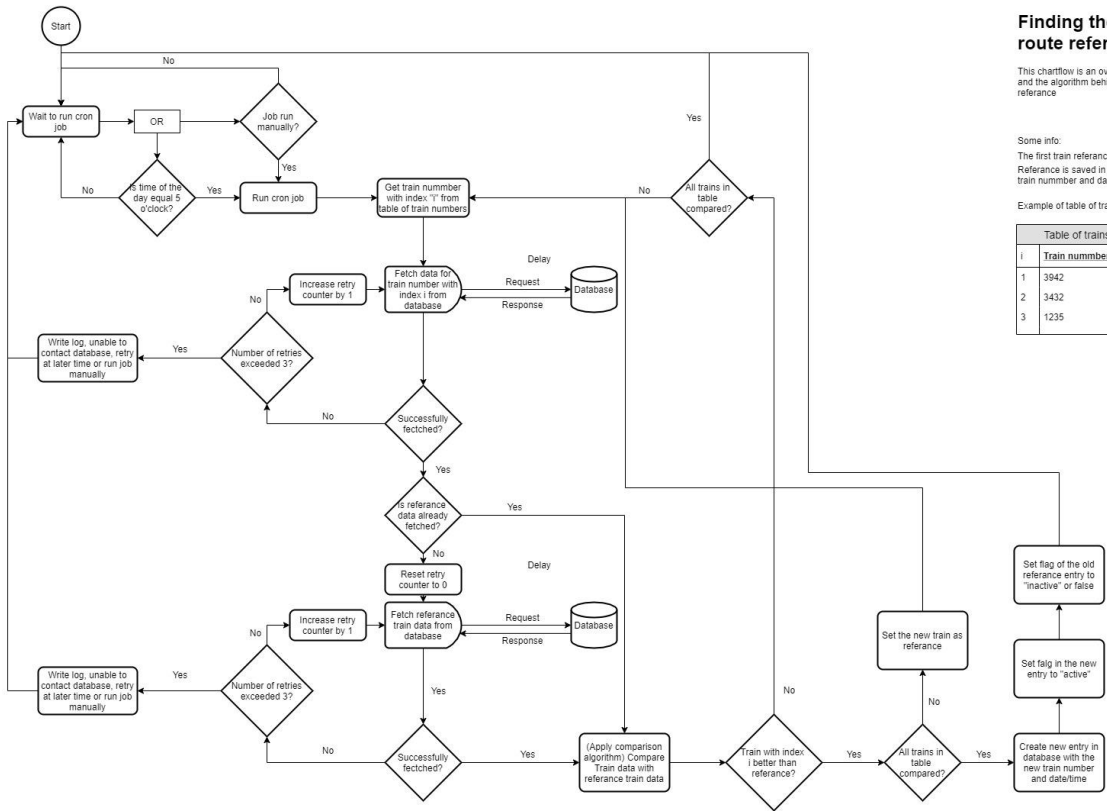 Start
Finding the
route refer
This chartflow is an ov
and the algorithm behi
referance
Some info:
The first train referanc
Referance is saved in
train nummber and da
Example of table of tra
Table of trains
i
Train nummber
1
3942
2
3432
3
1235
No
Wait to run cron
job
OR
Job run
manually?
Yes
No
Is time of the
day equal 5
o'clock?
Yes
Run cron job
Get train nummber
with index "i" from
table of train numbers
No
All trains in
table
compared?
Yes
Increase retry
counter by 1
Fetch data for
train number with
index i from
database
Delay
Request
Response
Database
No
Number of retries
exceeded 3?
Yes
Write log, unable to
contact database, retry
at later time or run job
manually
No
Successfully
fectched?
Yes
Is referance
data already
fetched?
Yes
No
Reset retry
counter to 0
Delay
Increase retry
counter by 1
Fetch referance
train data from
database
Request
Response
Database
No
Number of retries
exceeded 3?
Yes
Write log, unable to
contact database, retry
at later time or run job
manually
Yes
No
Successfully
fectched?
Yes
(Apply comparison
algorithm) Compare
Train data with
referance train data
Train with index
i better than
referance?
No
Yes
All trains in
table
compared?
No
Set the new train as
referance
Yes
Create new entry in
database with the
new train number
and date/time
Set falg in the new
entry to "active"
Set flag of the old
referance entry to
"inactive" or false